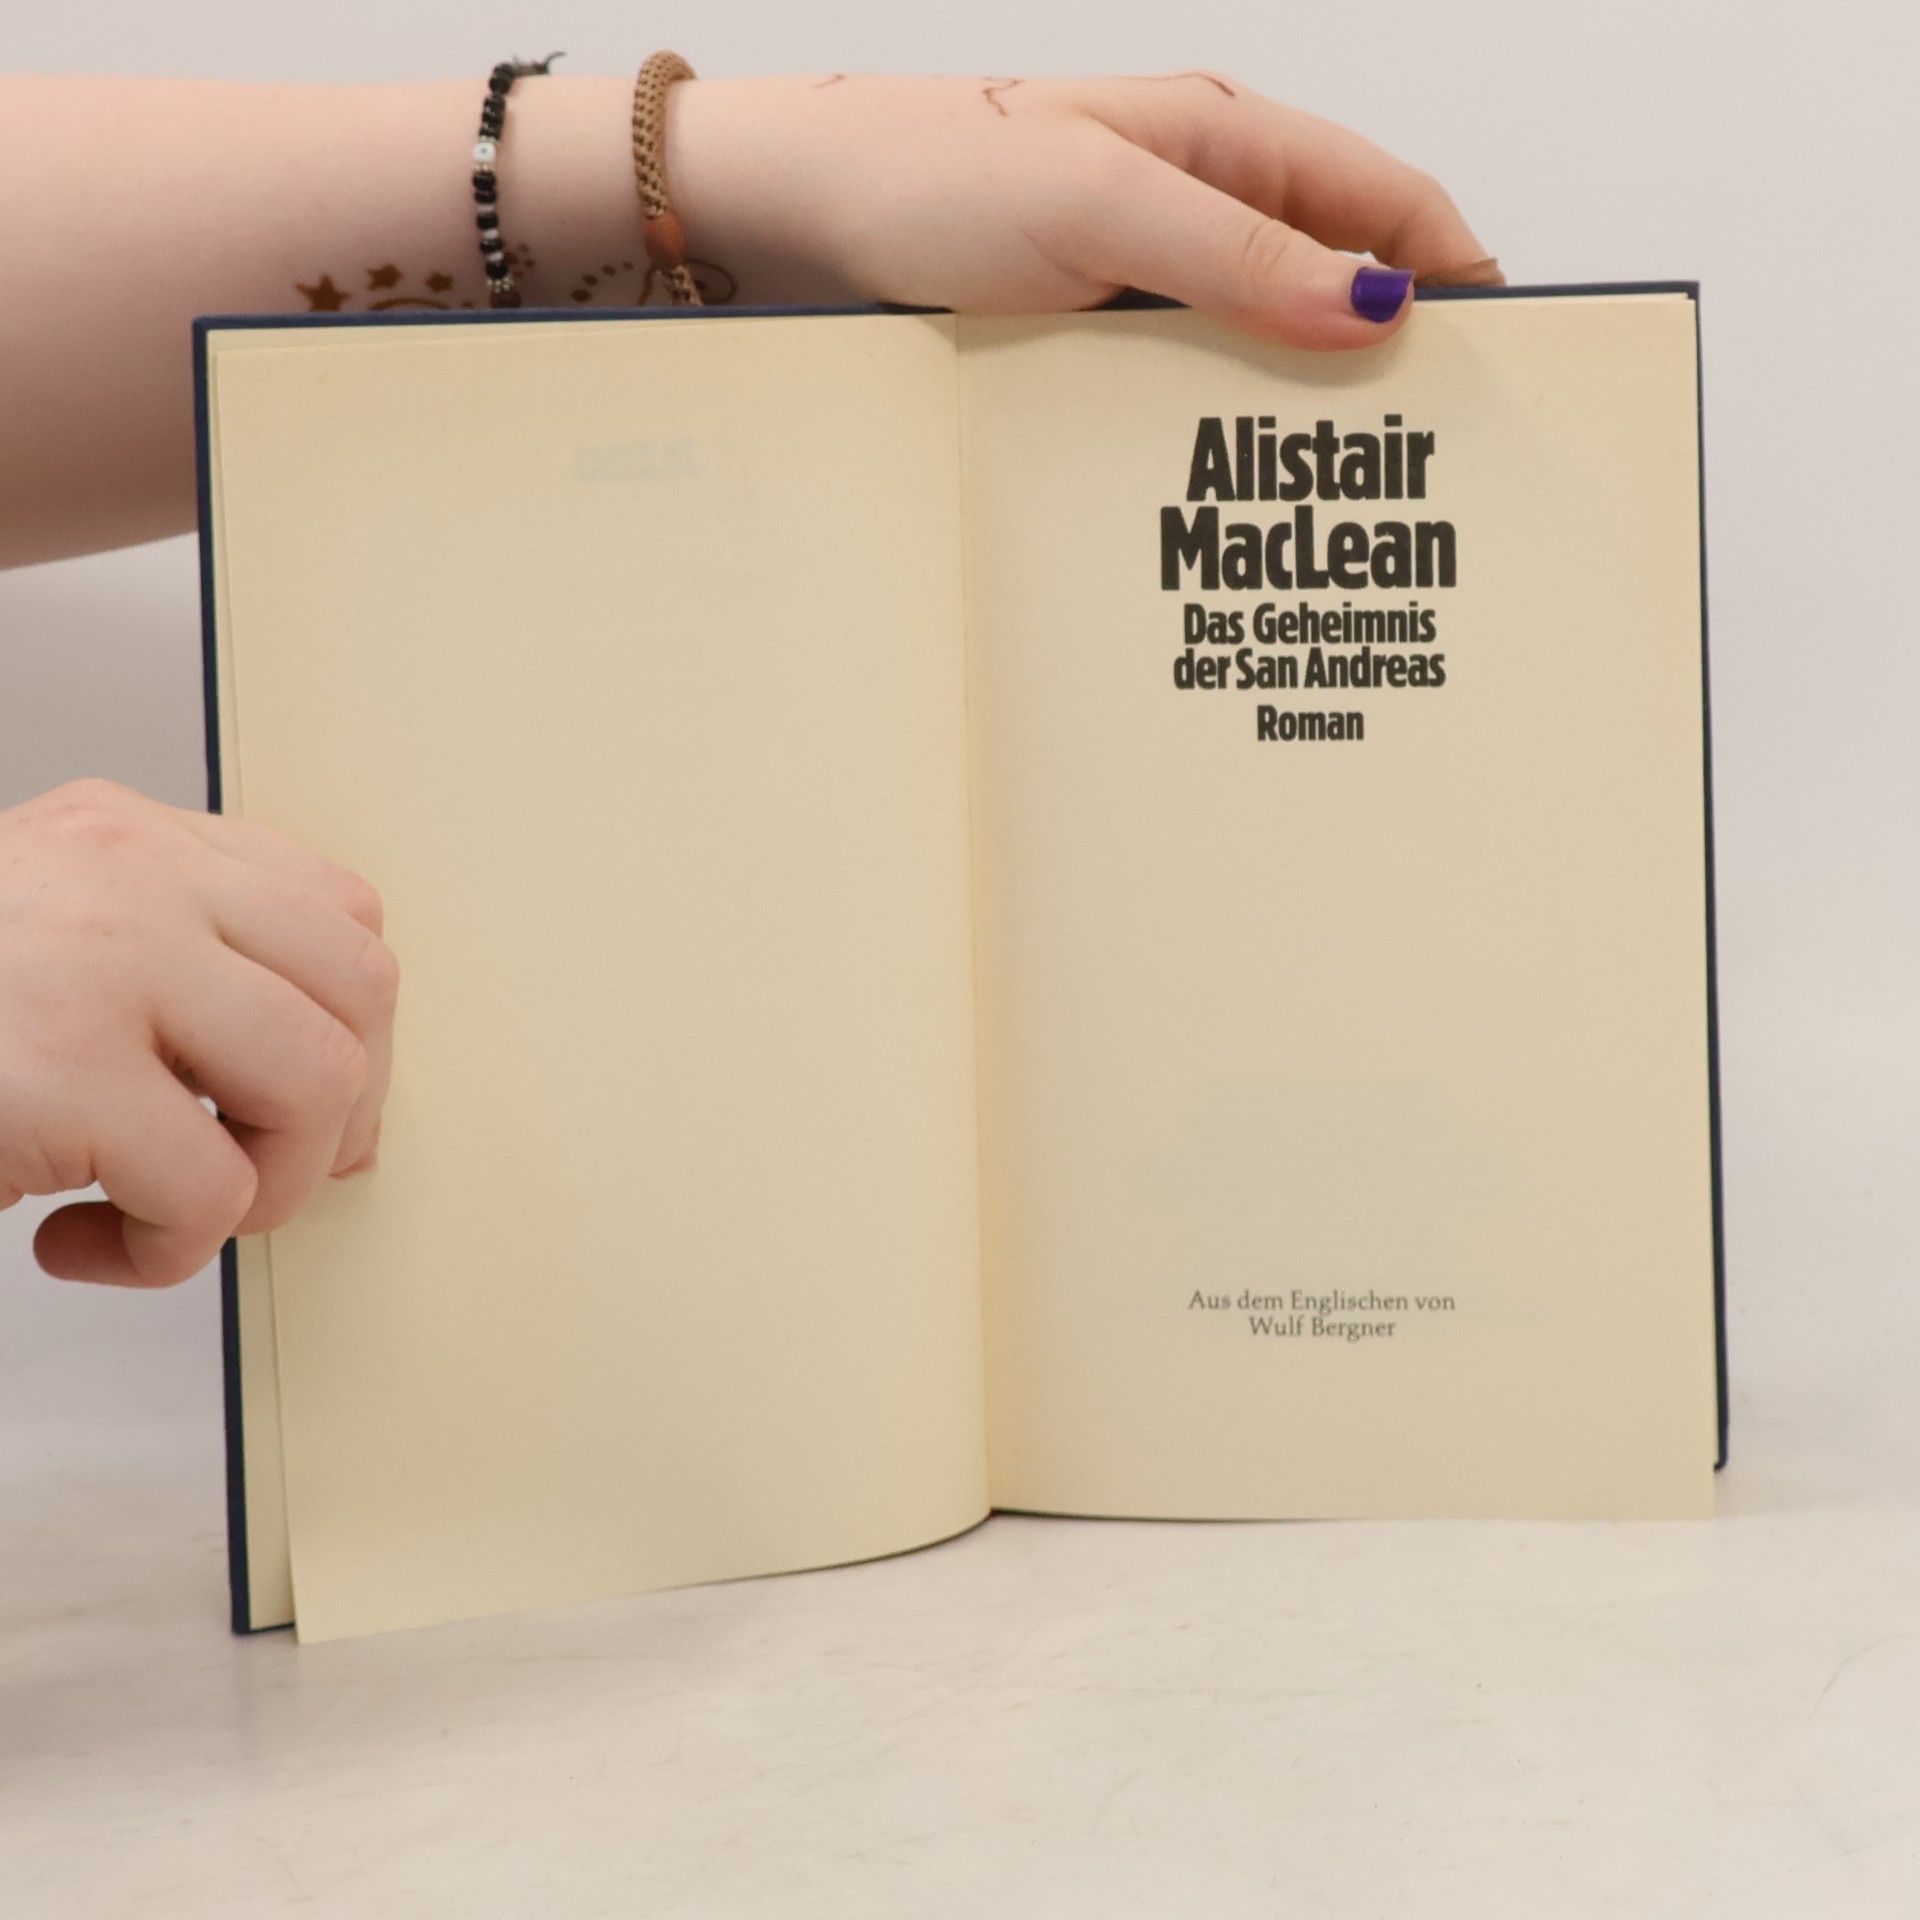 Alistair
MacLean
Das Geheimnis
der San Andreas
Roman
Aus dem Englischen von
Wulf Bergner